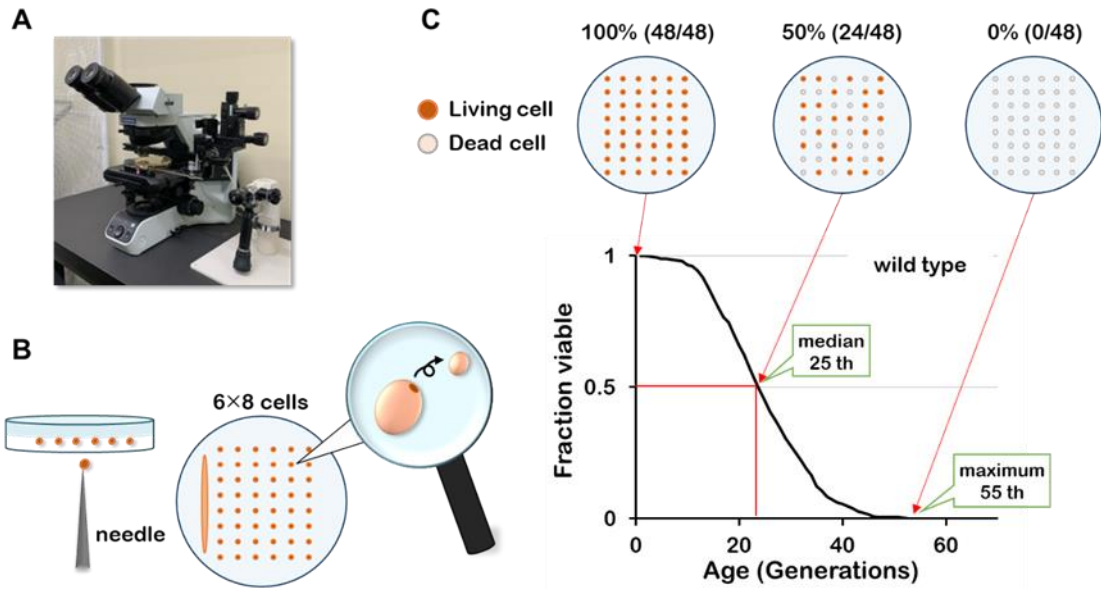 A
B
needle
6×8 cells
C
100% (48/48)
50% (24/48)
0% (0/48)
Living cell
Dead cell
wild type
median
25 th
maximum
55 th
Fraction viable
1
0.5
0
0
20
40
60
Age (Generations)